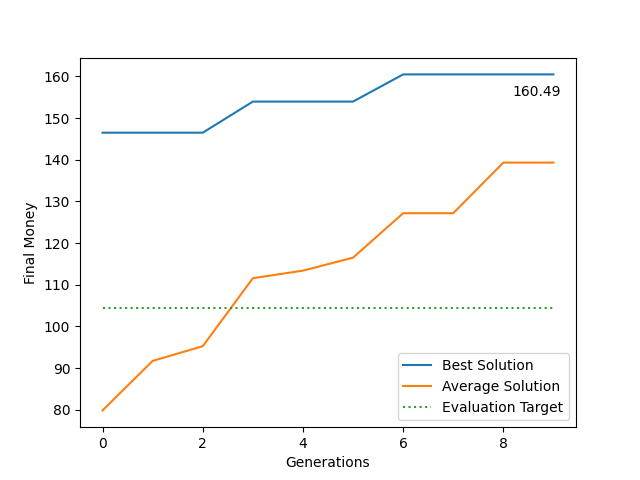 160
150
140
130
120
110
100
90
80
Final Money
160.49
Best Solution
Average Solution
Evaluation Target
0 2 4 6 8
Generations